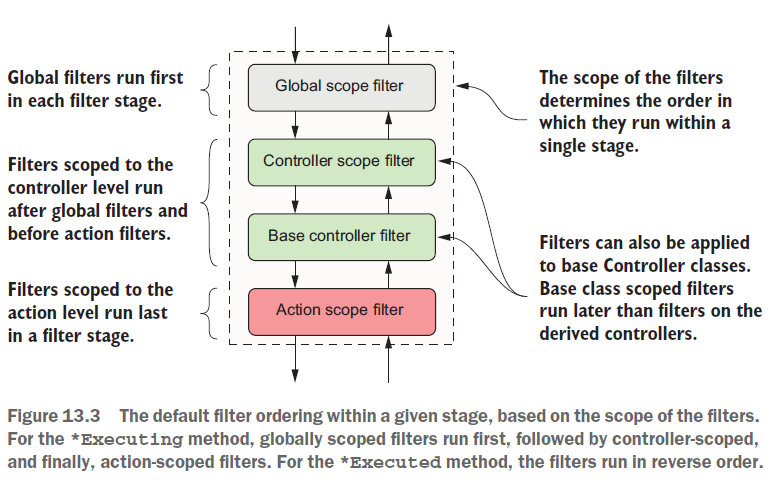 Global filters run first
in each filter stage.
Filters scoped to the
controller level run
after global filters and
before action filters.
Filters scoped to the
action level run last
in a filter stage.
Global scope filter
Controller scope filter
Base controller filter
Action scope filter
The scope of the filters
determines the order in
which they run within a
single stage.
Filters can also be applied
to base Controller classes.
Base class scoped filters
run later than filters on the
derived controllers.
Figure 13.3 The default filter ordering within a given stage, based on the scope of the filters.
For the *Executing method, globally scoped filters run first, followed by controller-scoped,
and finally, action-scoped filters. For the *Executed method, the filters run in reverse order.